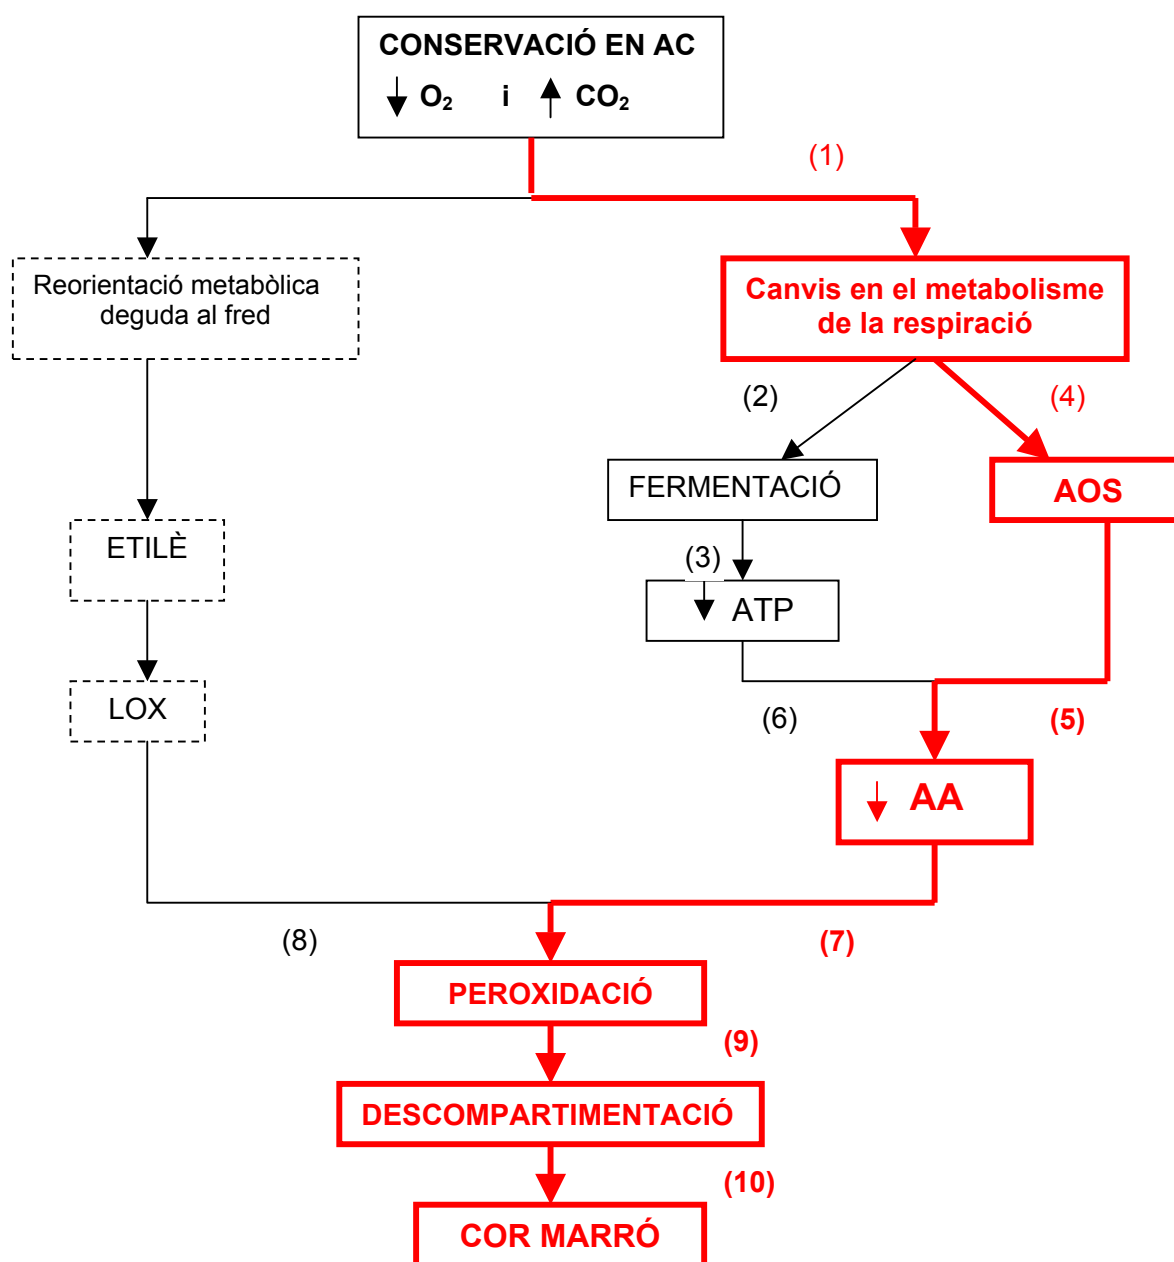 CONSERVACIÓ EN AC
↓ O₂ i ↑ CO₂
(1)
Reorientació metabòlica
deguda al fred
Canvis en el metabolisme
de la respiració
(2)
(4)
FERMENTACIÓ
AOS
ETILÈ
(3)
↓ ATP
LOX
(6)
(5)
↓ AA
(8)
(7)
PEROXIDACIÓ
(9)
DESCOMPARTIMENTACIÓ
(10)
COR MARRÓ